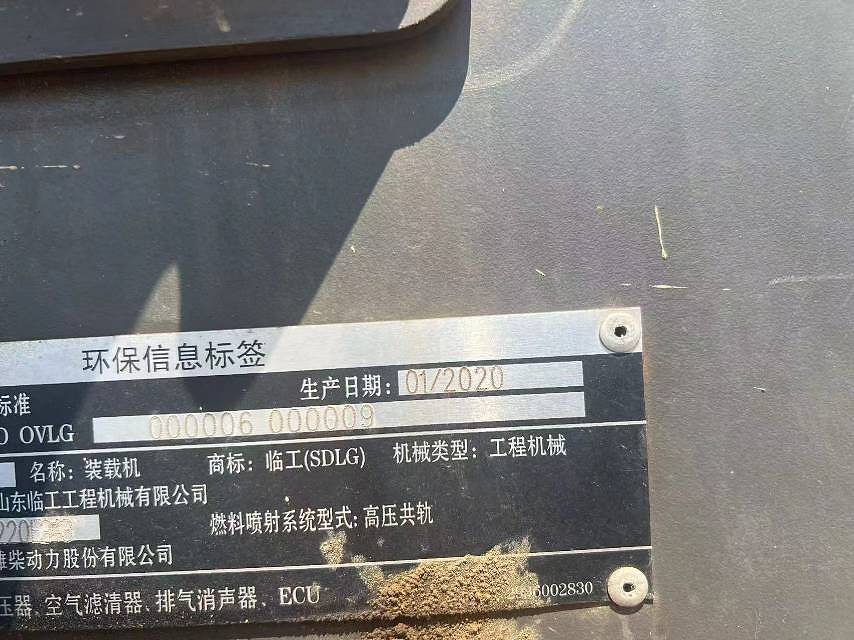 环保信息标签
标准 生产日期: 01/2020
OVLG 000006 000009
名称: 装载机 商标: 临工(SDLG) 机械类型: 工程机械
山东临工工程机械有限公司
220 燃料喷射系统型式: 高压共轨
潍柴动力股份有限公司
压器、空气滤清器、排气消声器、ECU 6002830